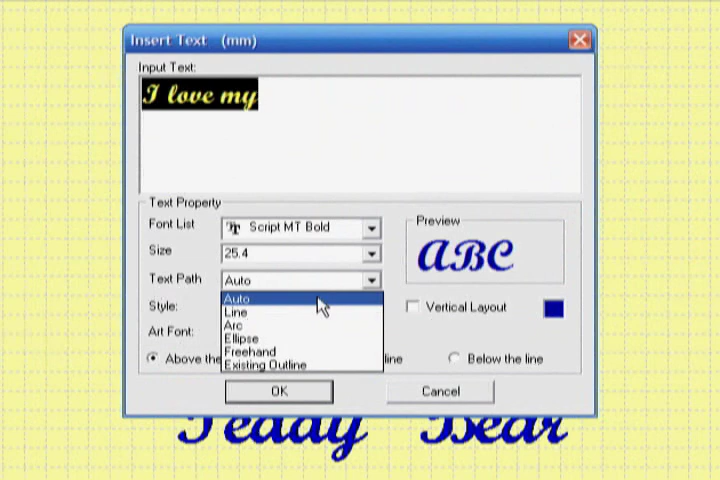 Insert Text (mm)
Input Text:
I love my
Text Property
Font List
Script MT Bold
Preview
Size
25.4
ABC
Text Path
Auto
Auto
Style:
Line
Vertical Layout
Arc
Art Font:
Ellipse
Freehand
Above the
line
Below the line
Existing Outline
OK
Cancel
Teddy Bear